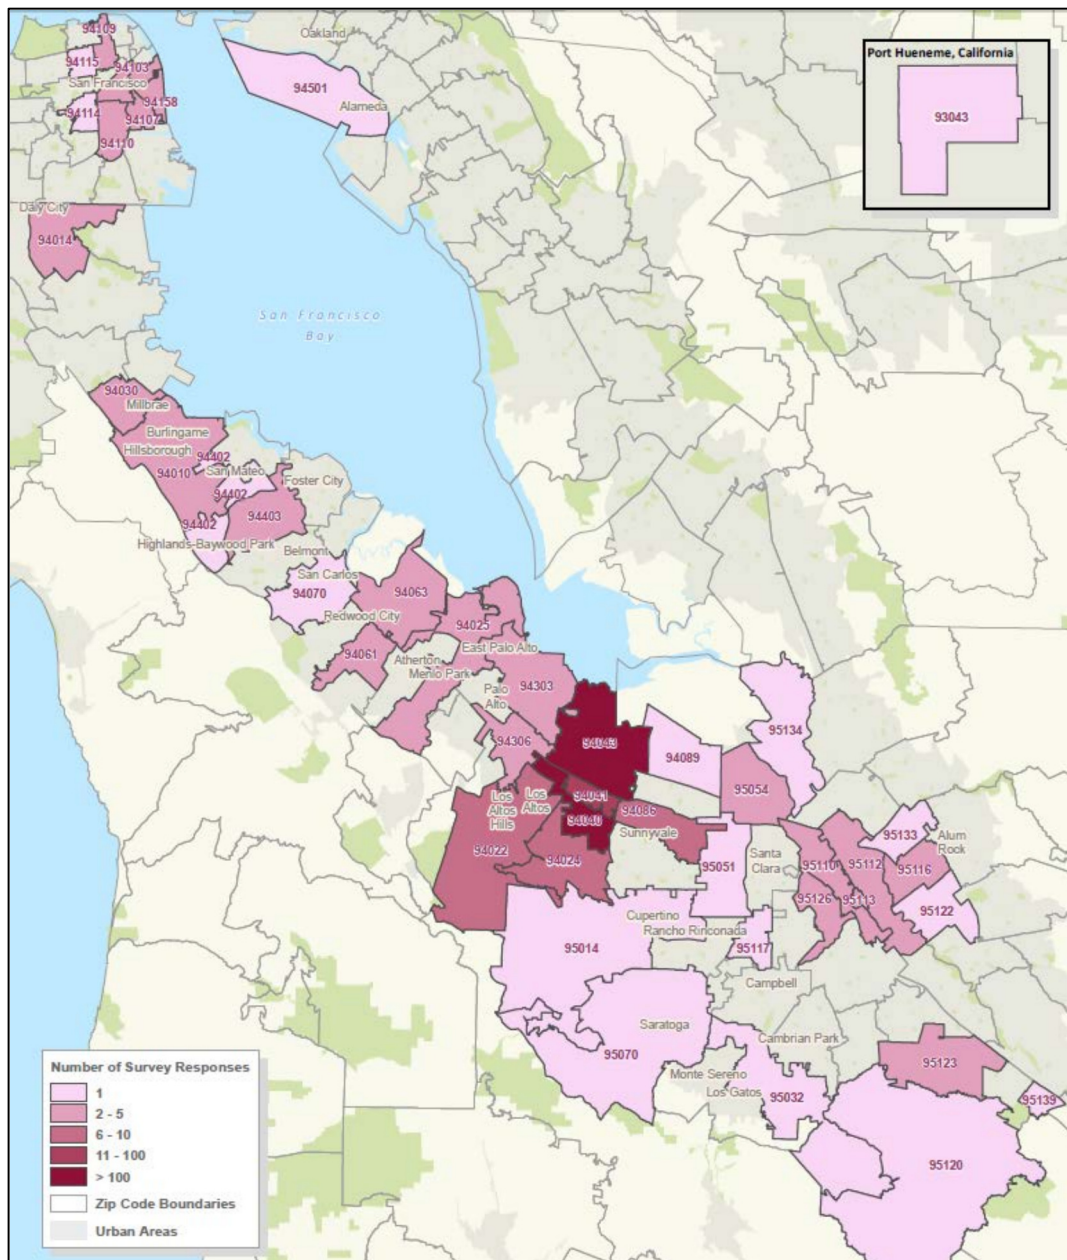 94109
Oakland
Port Hueneme, California
94115
94103
San Francisco
94501
94158
Alameda
94114
94107
93043
94110
Daly City
94014
San Francisco
Bay
94030
Millbrae
Burlingame
Hillsborough
94402
94010
San Mateo
Foster City
94402
94403
94402
Highlands-Baywood Park
Belmont
San Carlos
94070
94063
Redwood City
94025
East Palo Alto
94061
Atherton
Menlo Park
94303
Palo
Alto
95134
94306
94043
94089
95054
Los
Altos
Hills
Los
Altos
94041
94086
94040
Sunnyvale
95133
Alum
Rock
94022
94024
95051
Santa
Clara
95110
95112
95116
95126
95113
95122
Cupertino
Rancho Rinconada
95014
95117
Campbell
Saratoga
Cambrian Park
95070
95123
Monte Sereno
Los Gatos
95032
95139
95120
Number of Survey Responses
1
2 - 5
6 - 10
11 - 100
> 100
Zip Code Boundaries
Urban Areas